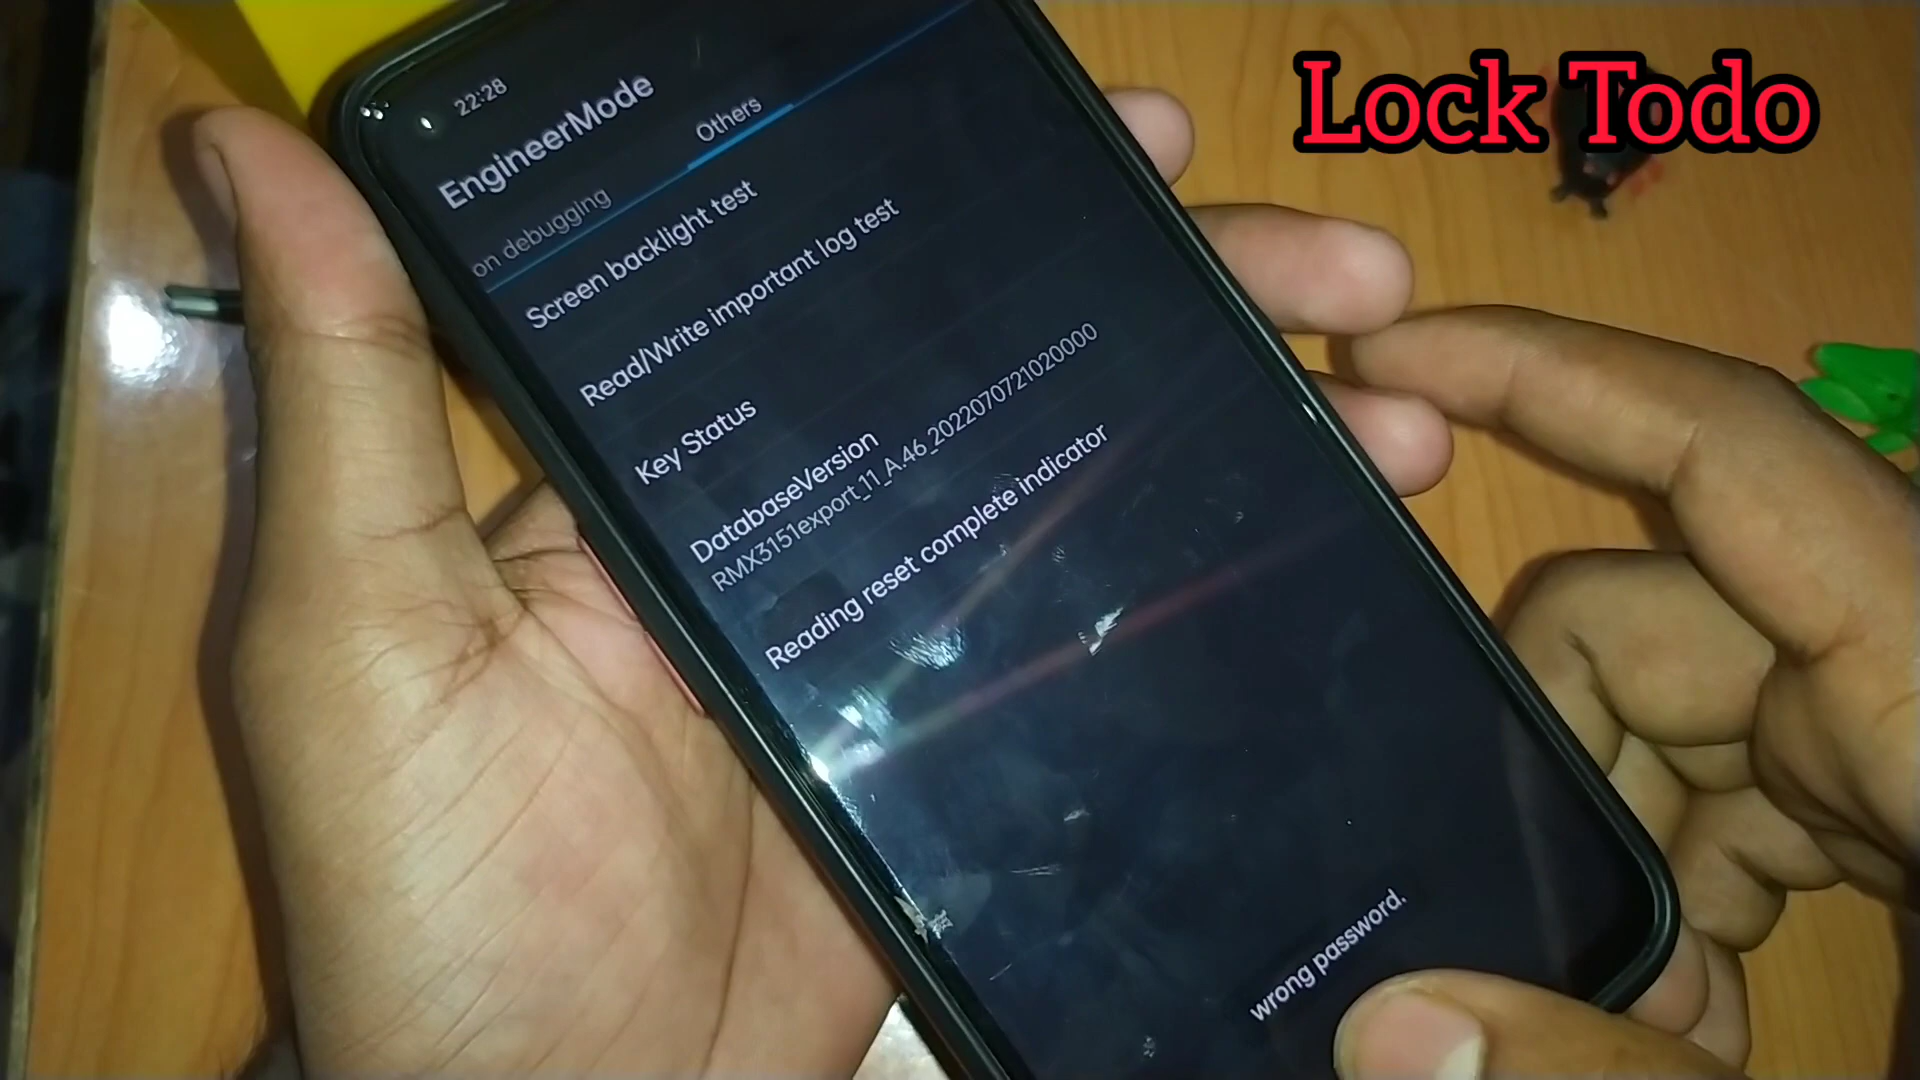 Lock Todo
22:28
EngineerMode
on debugging
Others
Screen backlight test
Read/Write important log test
Key Status
DatabaseVersion
RMX3151export_11_A.46_2022070721020000
Reading reset complete indicator
wrong password.